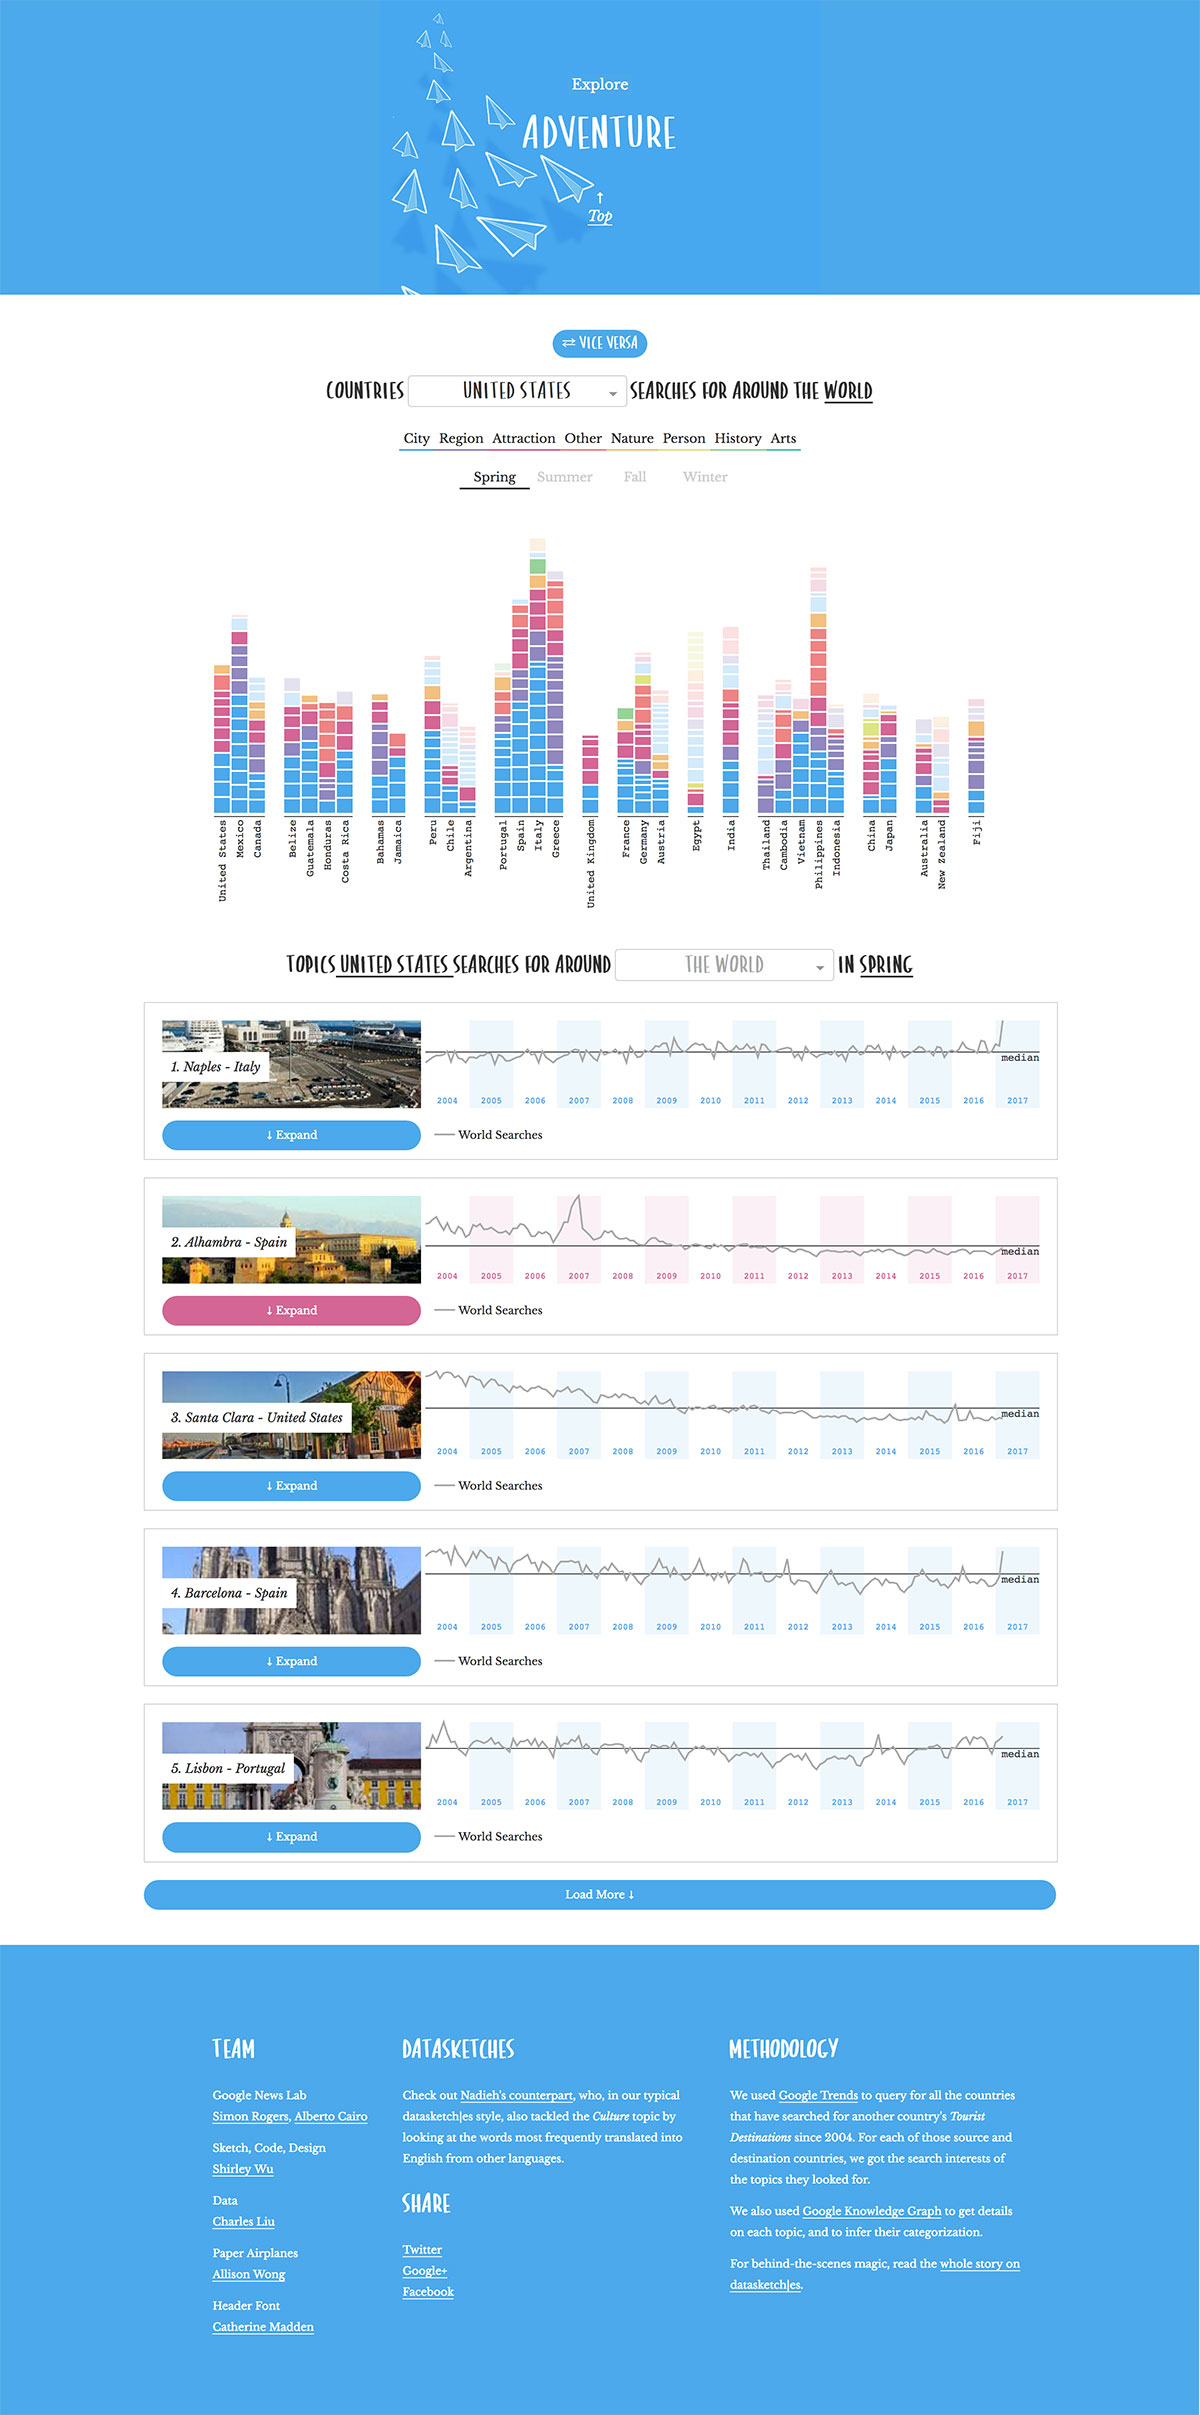 Explore
ADVENTURE
↑
Top
⇄ VICE VERSA
COUNTRIES UNITED STATES SEARCHES FOR AROUND THE WORLD
City Region Attraction Other Nature Person History Arts
Spring Summer Fall Winter
United States
Mexico
Canada
Belize
Guatemala
Honduras
Costa Rica
Bahamas
Jamaica
Peru
Chile
Argentina
Portugal
Spain
Italy
Greece
United Kingdom
France
Germany
Austria
Egypt
India
Thailand
Cambodia
Vietnam
Philippines
Indonesia
China
Japan
Australia
New Zealand
Fiji
TOPICS UNITED STATES SEARCHES FOR AROUND THE WORLD IN SPRING
1. Naples - Italy
median
2004 2005 2006 2007 2008 2009 2010 2011 2012 2013 2014 2015 2016 2017
↓ Expand
World Searches
2. Alhambra - Spain
median
2004 2005 2006 2007 2008 2009 2010 2011 2012 2013 2014 2015 2016 2017
↓ Expand
World Searches
3. Santa Clara - United States
median
2004 2005 2006 2007 2008 2009 2010 2011 2012 2013 2014 2015 2016 2017
↓ Expand
World Searches
4. Barcelona - Spain
median
2004 2005 2006 2007 2008 2009 2010 2011 2012 2013 2014 2015 2016 2017
↓ Expand
World Searches
5. Lisbon - Portugal
median
2004 2005 2006 2007 2008 2009 2010 2011 2012 2013 2014 2015 2016 2017
↓ Expand
World Searches
Load More ↓
TEAM
Google News Lab
Simon Rogers, Alberto Cairo
Sketch, Code, Design
Shirley Wu
Data
Charles Liu
Paper Airplanes
Allison Wong
Header Font
Catherine Madden
DATASKETCHES
Check out Nadieh's counterpart, who, in our typical
datasketch|es style, also tackled the Culture topic by
looking at the words most frequently translated into
English from other languages.
SHARE
Twitter
Google+
Facebook
METHODOLOGY
We used Google Trends to query for all the countries
that have searched for another country's Tourist
Destinations since 2004. For each of those source and
destination countries, we got the search interests of
the topics they looked for.
We also used Google Knowledge Graph to get details
on each topic, and to infer their categorization.
For behind-the-scenes magic, read the whole story on
datasketch|es.